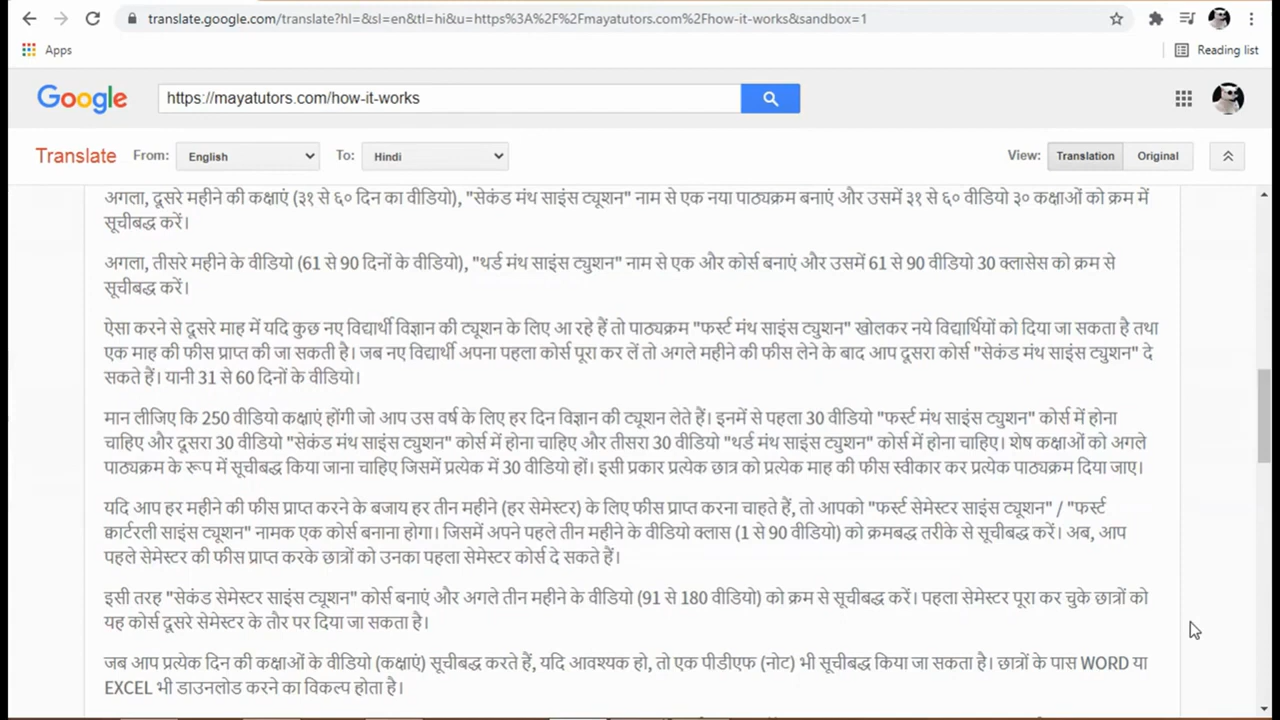 translate.google.com/translate?hl=&sl=en&tl=hi&u=https%3A%2F%2Fmayatutors.com%2Fhow-it-works&sandbox=1
Apps
Reading list
Google
https://mayatutors.com/how-it-works
Translate From: English To: Hindi View: Translation Original
अगला, दूसरे महीने की कक्षाएं (३१ से ६० दिन का वीडियो), "सेकंड मंथ साइंस ट्यूशन" नाम से एक नया पाठ्यक्रम बनाएं और उसमें ३१ से ६० वीडियो ३० कक्षाओं को क्रम में
सूचीबद्ध करें।
अगला, तीसरे महीने के वीडियो (61 से 90 दिनों के वीडियो), "थर्ड मंथ साइंस ट्युशन" नाम से एक और कोर्स बनाएं और उसमें 61 से 90 वीडियो 30 क्लासेस को क्रम से
सूचीबद्ध करें।
ऐसा करने से दूसरे माह में यदि कुछ नए विद्यार्थी विज्ञान की ट्यूशन के लिए आ रहे हैं तो पाठ्यक्रम "फर्स्ट मंथ साइंस ट्युशन" खोलकर नये विद्यार्थियों को दिया जा सकता है तथा
एक माह की फीस प्राप्त की जा सकती है। जब नए विद्यार्थी अपना पहला कोर्स पूरा कर लें तो अगले महीने की फीस लेने के बाद आप दूसरा कोर्स "सेकंड मंथ साइंस ट्युशन" दे
सकते हैं। यानी 31 से 60 दिनों के वीडियो।
मान लीजिए कि 250 वीडियो कक्षाएं होंगी जो आप उस वर्ष के लिए हर दिन विज्ञान की ट्यूशन लेते हैं। इनमें से पहला 30 वीडियो "फर्स्ट मंथ साइंस ट्युशन" कोर्स में होना
चाहिए और दूसरा 30 वीडियो "सेकंड मंथ साइंस ट्युशन" कोर्स में होना चाहिए और तीसरा 30 वीडियो "थर्ड मंथ साइंस ट्युशन" कोर्स में होना चाहिए। शेष कक्षाओं को अगले
पाठ्यक्रम के रूप में सूचीबद्ध किया जाना चाहिए जिसमें प्रत्येक में 30 वीडियो हों। इसी प्रकार प्रत्येक छात्र को प्रत्येक माह की फीस स्वीकार कर प्रत्येक पाठ्यक्रम दिया जाए।
यदि आप हर महीने की फीस प्राप्त करने के बजाय हर तीन महीने (हर सेमेस्टर) के लिए फीस प्राप्त करना चाहते हैं, तो आपको "फर्स्ट सेमेस्टर साइंस ट्यूशन" / "फर्स्ट
क्वार्टरली साइंस ट्यूशन" नामक एक कोर्स बनाना होगा। जिसमें अपने पहले तीन महीने के वीडियो क्लास (1 से 90 वीडियो) को क्रमबद्ध तरीके से सूचीबद्ध करें। अब, आप
पहले सेमेस्टर की फीस प्राप्त करके छात्रों को उनका पहला सेमेस्टर कोर्स दे सकते हैं।
इसी तरह "सेकंड सेमेस्टर साइंस ट्यूशन" कोर्स बनाएं और अगले तीन महीने के वीडियो (91 से 180 वीडियो) को क्रम से सूचीबद्ध करें। पहला सेमेस्टर पूरा कर चुके छात्रों को
यह कोर्स दूसरे सेमेस्टर के तौर पर दिया जा सकता है।
जब आप प्रत्येक दिन की कक्षाओं के वीडियो (कक्षाएं) सूचीबद्ध करते हैं, यदि आवश्यक हो, तो एक पीडीएफ (नोट) भी सूचीबद्ध किया जा सकता है। छात्रों के पास WORD या
EXCEL भी डाउनलोड करने का विकल्प होता है।